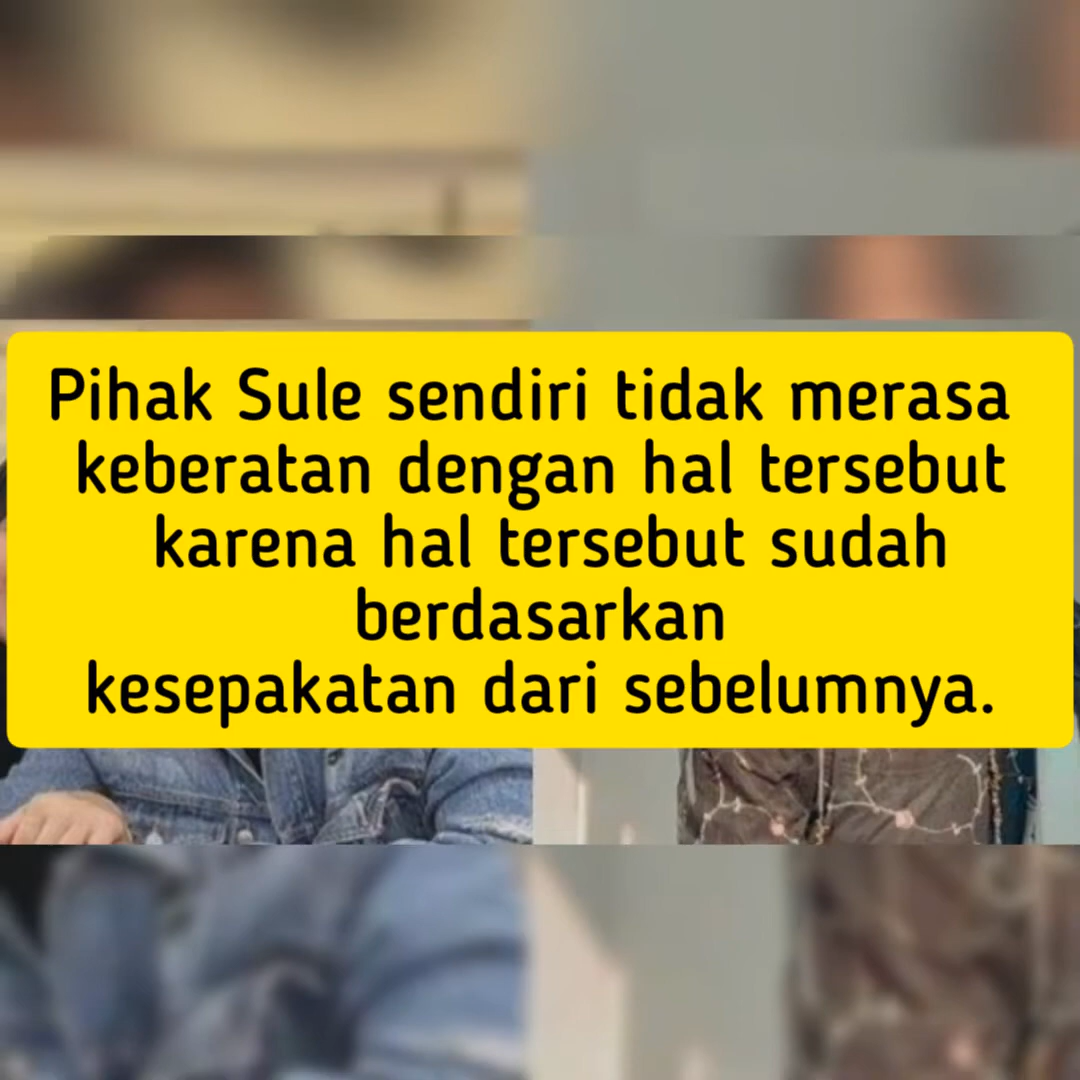 Pihak Sule sendiri tidak merasa
keberatan dengan hal tersebut
karena hal tersebut sudah
berdasarkan
kesepakatan dari sebelumnya.